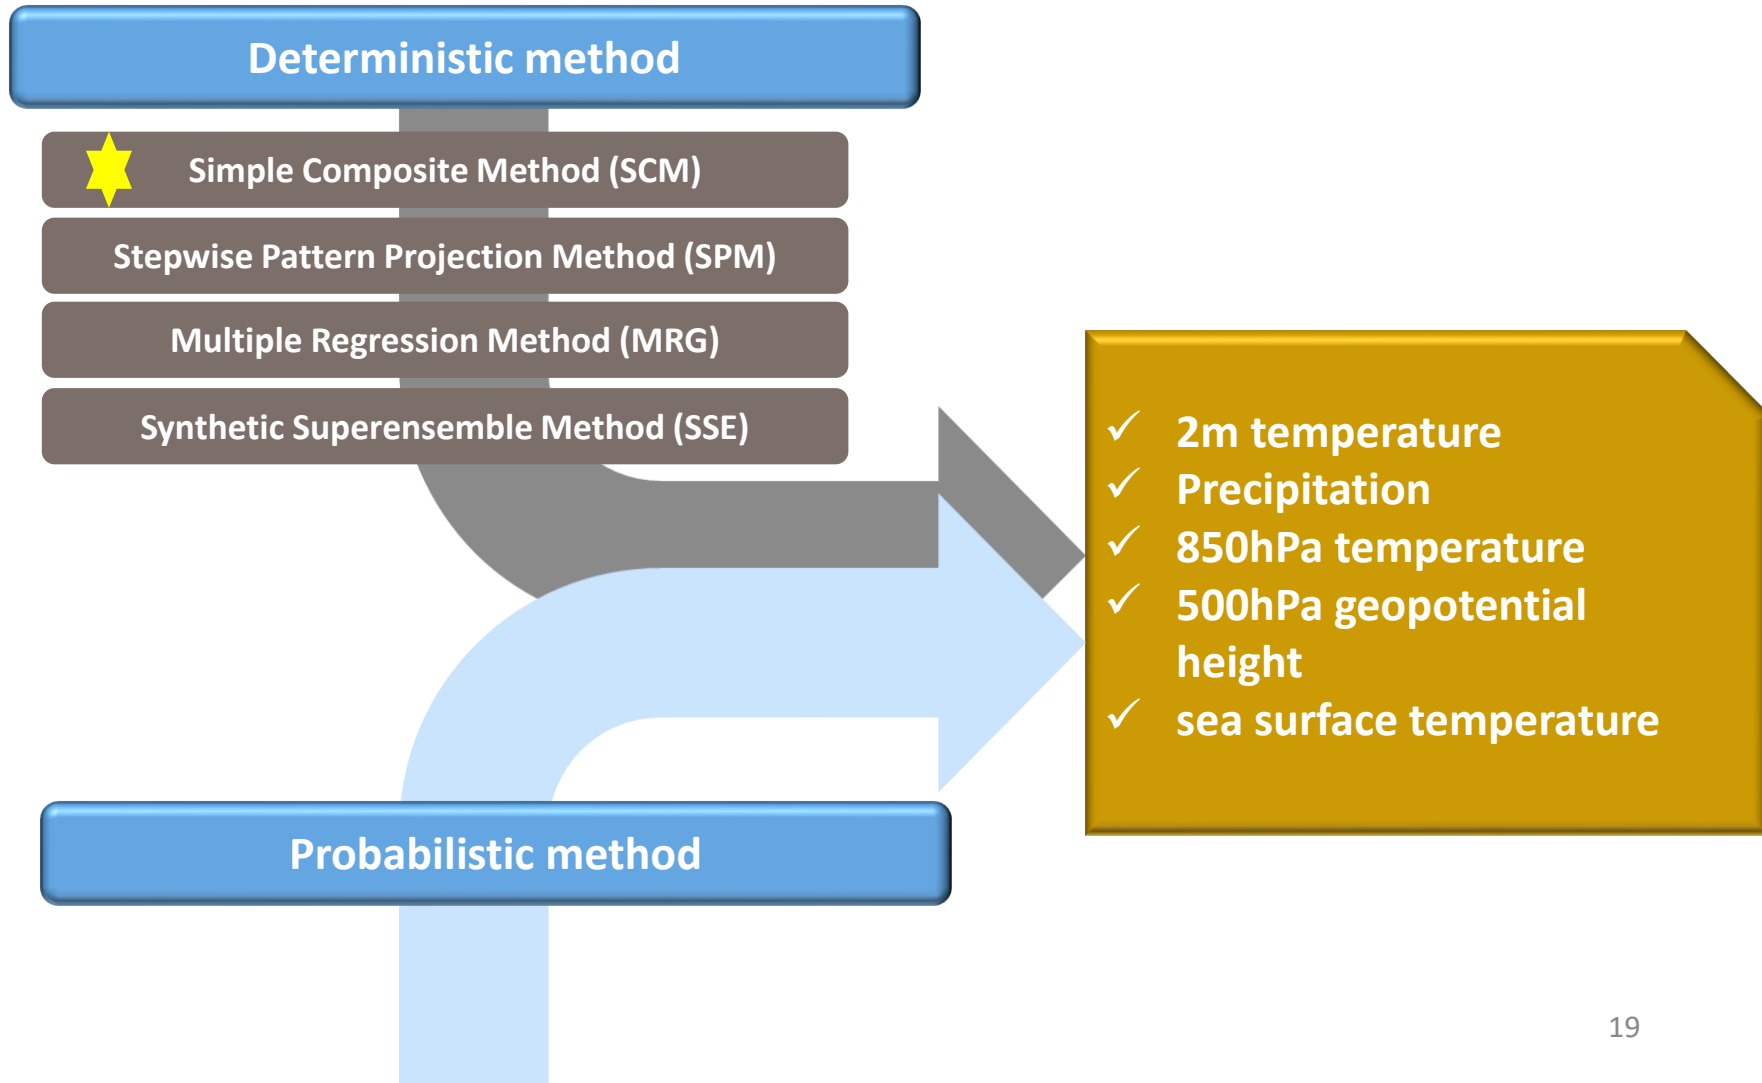 Deterministic method
Simple Composite Method (SCM)
Stepwise Pattern Projection Method (SPM)
Multiple Regression Method (MRG)
Synthetic Superensemble Method (SSE)
✓ 2m temperature
✓ Precipitation
✓ 850hPa temperature
✓ 500hPa geopotential
height
✓ sea surface temperature
Probabilistic method
19